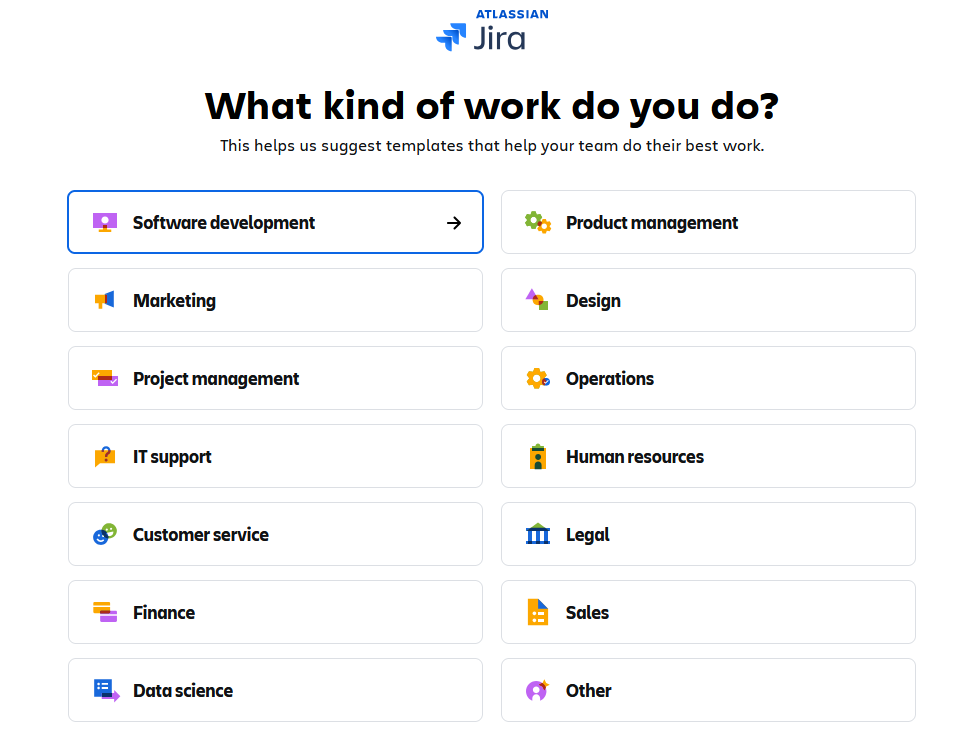 ATLASSIAN
Jira
What kind of work do you do?
This helps us suggest templates that help your team do their best work.
Software development
Product management
Marketing
Design
Project management
Operations
IT support
Human resources
Customer service
Legal
Finance
Sales
Data science
Other